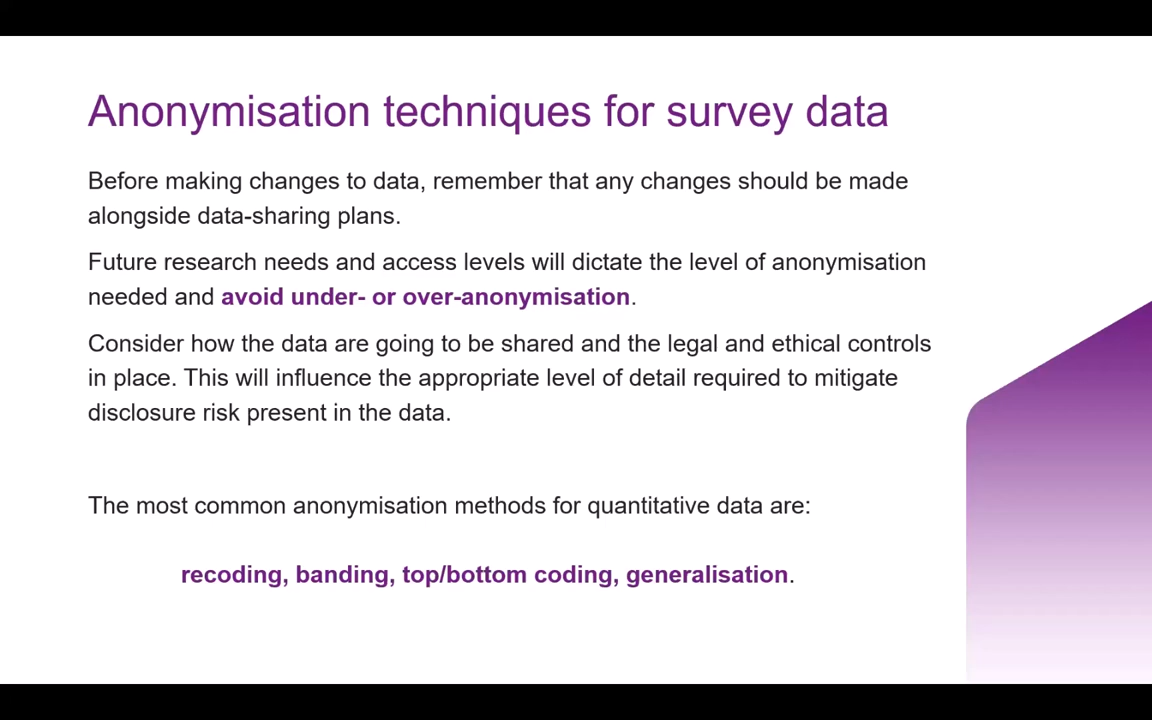 Anonymisation techniques for survey data
Before making changes to data, remember that any changes should be made
alongside data-sharing plans.
Future research needs and access levels will dictate the level of anonymisation
needed and avoid under- or over-anonymisation.
Consider how the data are going to be shared and the legal and ethical controls
in place. This will influence the appropriate level of detail required to mitigate
disclosure risk present in the data.
The most common anonymisation methods for quantitative data are:
recoding, banding, top/bottom coding, generalisation.